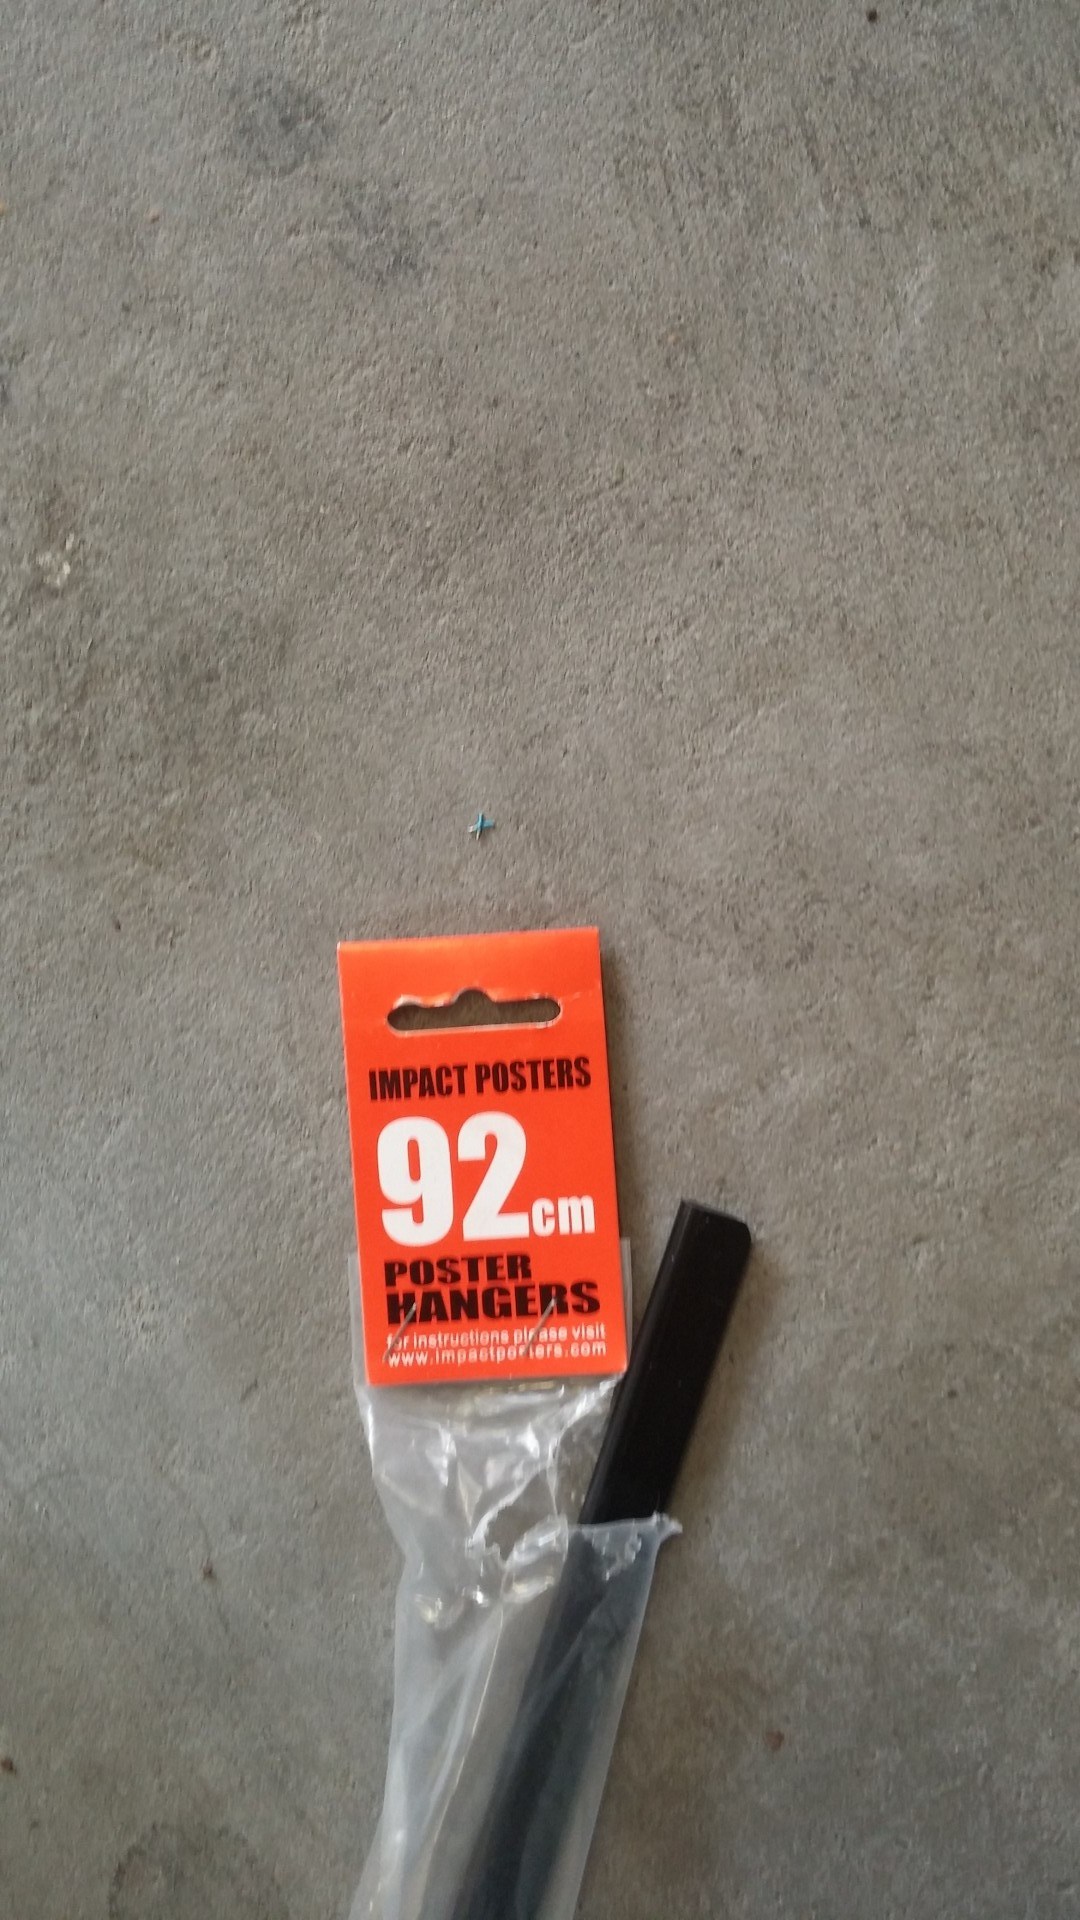 IMPACT POSTERS
92cm
POSTER
HANGERS
for instructions please visit
www.impactposters.com